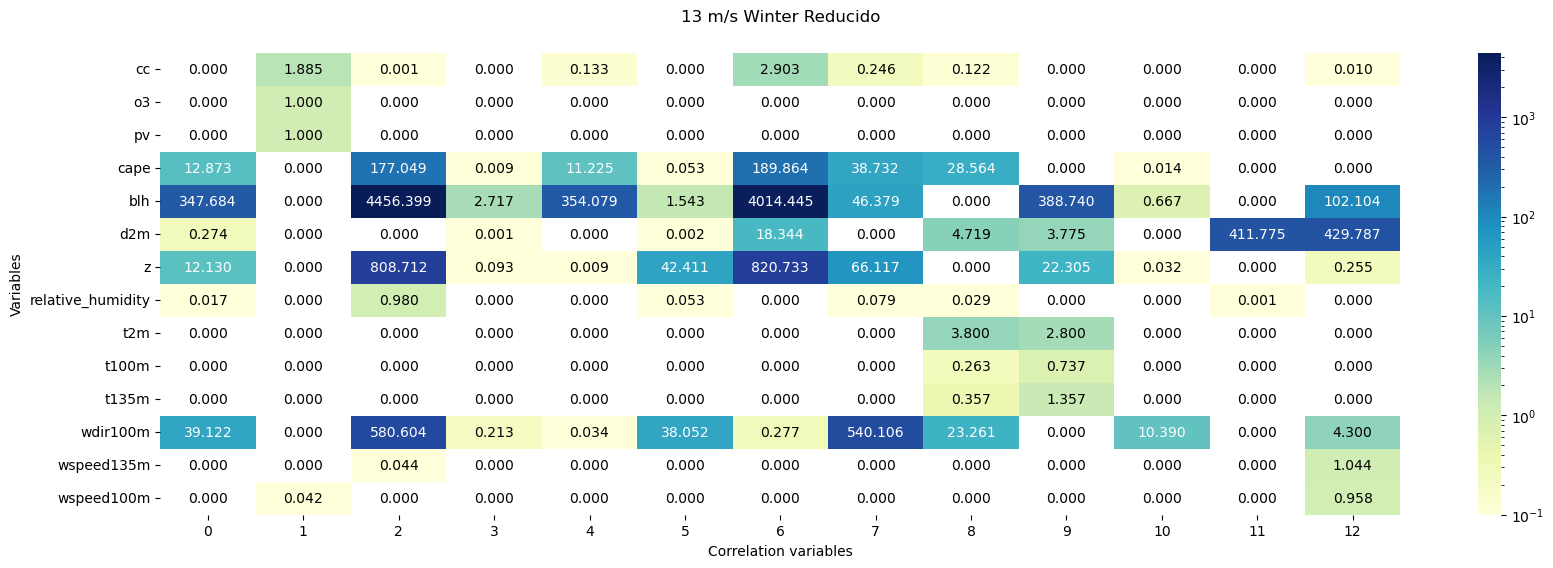 13 m/s Winter Reducido
cc 0.000 1.885 0.001 0.000 0.133 0.000 2.903 0.246 0.122 0.000 0.000 0.000 0.010
o3 0.000 1.000 0.000 0.000 0.000 0.000 0.000 0.000 0.000 0.000 0.000 0.000 0.000
pv 0.000 1.000 0.000 0.000 0.000 0.000 0.000 0.000 0.000 0.000 0.000 0.000 0.000
cape 12.873 0.000 177.049 0.009 11.225 0.053 189.864 38.732 28.564 0.000 0.014 0.000 0.000
blh 347.684 0.000 4456.399 2.717 354.079 1.543 4014.445 46.379 0.000 388.740 0.667 0.000 102.104
d2m 0.274 0.000 0.000 0.001 0.000 0.002 18.344 0.000 4.719 3.775 0.000 411.775 429.787
z 12.130 0.000 808.712 0.093 0.009 42.411 820.733 66.117 0.000 22.305 0.032 0.000 0.255
relative_humidity 0.017 0.000 0.980 0.000 0.000 0.053 0.000 0.079 0.029 0.000 0.000 0.001 0.000
t2m 0.000 0.000 0.000 0.000 0.000 0.000 0.000 0.000 3.800 2.800 0.000 0.000 0.000
t100m 0.000 0.000 0.000 0.000 0.000 0.000 0.000 0.000 0.263 0.737 0.000 0.000 0.000
t135m 0.000 0.000 0.000 0.000 0.000 0.000 0.000 0.000 0.357 1.357 0.000 0.000 0.000
wdir100m 39.122 0.000 580.604 0.213 0.034 38.052 0.277 540.106 23.261 0.000 10.390 0.000 4.300
wspeed135m 0.000 0.000 0.044 0.000 0.000 0.000 0.000 0.000 0.000 0.000 0.000 0.000 1.044
wspeed100m 0.000 0.042 0.000 0.000 0.000 0.000 0.000 0.000 0.000 0.000 0.000 0.000 0.958
0 1 2 3 4 5 6 7 8 9 10 11 12
Correlation variables
Variables
10³
10²
10¹
10⁰
10⁻¹